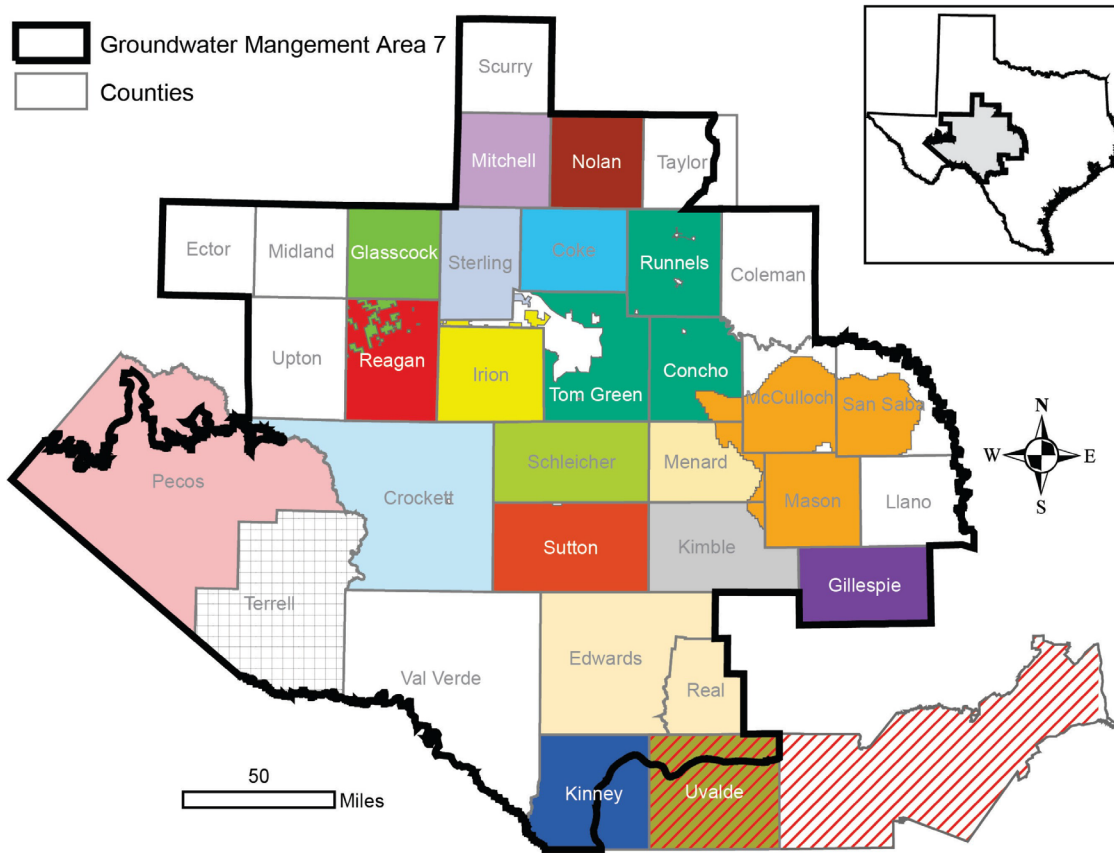 Groundwater Mangement Area 7
Counties
Scurry
Mitchell
Nolan
Taylor
Ector
Midland
Glasscock
Sterling
Coke
Runnels
Coleman
Upton
Reagan
Irion
Tom Green
Concho
McCulloch
San Saba
Pecos
Crockett
Schleicher
Menard
Mason
Llano
N
W
E
S
Terrell
Sutton
Kimble
Gillespie
Val Verde
Edwards
Real
Kinney
Uvalde
50
Miles